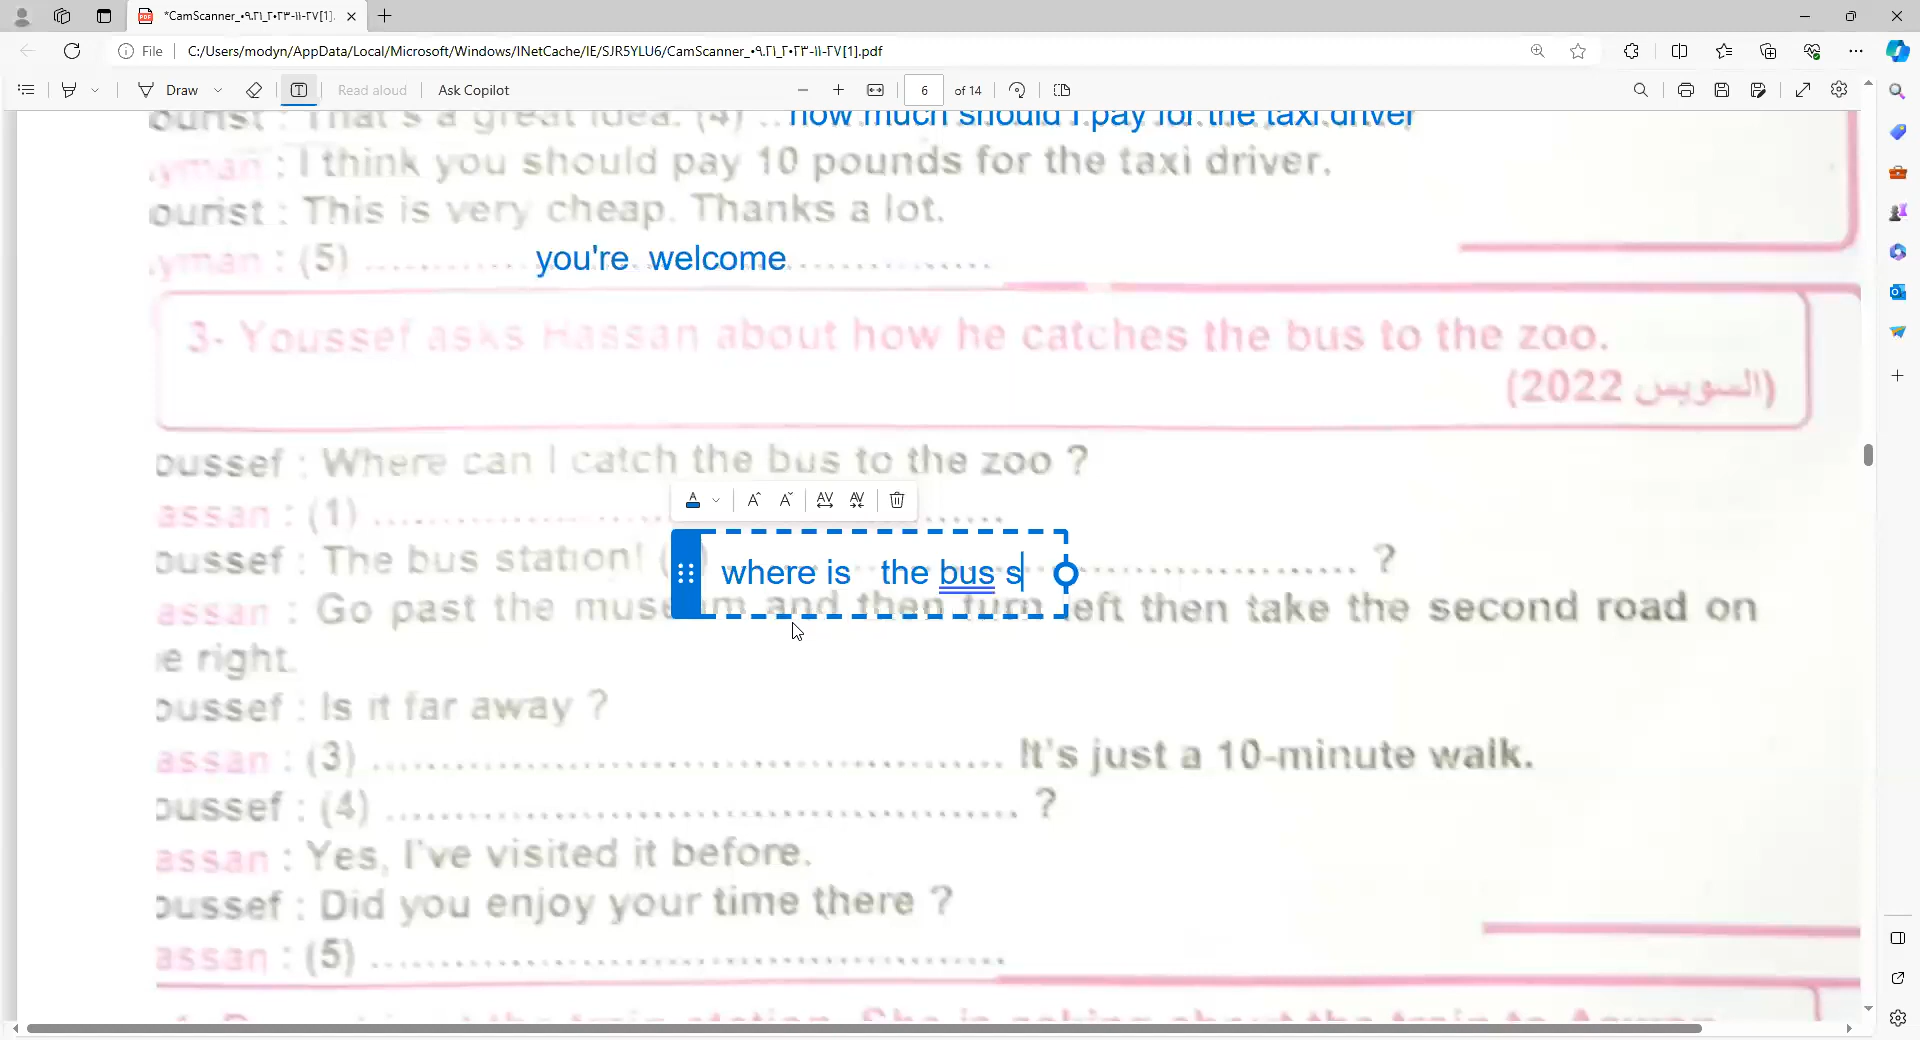 *CamScanner_٠٩.٢١_٢٠٢٣-١١-٢٧[1].
File
C:/Users/modyn/AppData/Local/Microsoft/Windows/INetCache/IE/SJR5YLU6/CamScanner_٠٩.٢١_٢٠٢٣-١١-٢٧[1].pdf
Draw
Read aloud
Ask Copilot
6 of 14
ourist : That's a great idea. (4) .. how much should I pay for the taxi driver
yman : I think you should pay 10 pounds for the taxi driver.
ourist : This is very cheap. Thanks a lot.
yman : (5) ............ you're welcome ...............
3- Youssef asks Hassan about how he catches the bus to the zoo.
(السويس 2022)
oussef : Where can I catch the bus to the zoo ?
assan : (1) ........................................
oussef : The bus station! ( ) where is the bus s .................... ?
assan : Go past the museum and then turn left then take the second road on
e right.
oussef : Is it far away ?
assan : (3) ........................................ It's just a 10-minute walk.
oussef : (4) ........................................ ?
assan : Yes, I've visited it before.
oussef : Did you enjoy your time there ?
assan : (5) ........................................